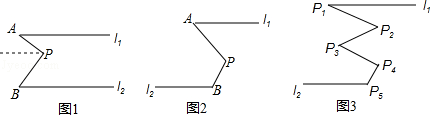 A l₁
P
B l₂
图1
A l₁
P
l₂ B
图2
P₁ l₁
P₂
P₃
P₄
l₂ P₅
图3